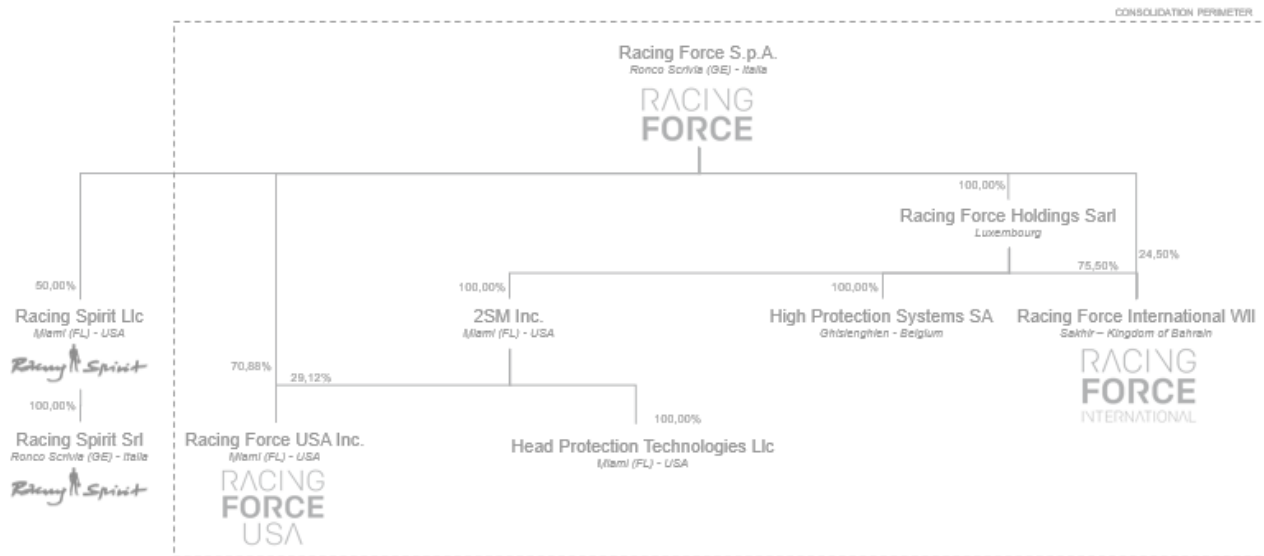 CONSOLIDATION PERIMETER
Racing Force S.p.A.
Ronco Scrivia (GE) - Italia
RACING
FORCE
100,00%
Racing Force Holdings Sarl
Luxembourg
24,50%
75,50%
50,00%
100,00%
100,00%
Racing Spirit Llc
Miami (FL) - USA
Racing Spirit
2SM Inc.
Miami (FL) - USA
High Protection Systems SA
Ghislenghien - Belgium
Racing Force International Wll
Sakhir – Kingdom of Bahrain
RACING
FORCE
INTERNATIONAL
70,88%
29,12%
100,00%
100,00%
Racing Spirit Srl
Ronco Scrivia (GE) - Italia
Racing Spirit
Racing Force USA Inc.
Miami (FL) - USA
RACING
FORCE
USA
Head Protection Technologies Llc
Miami (FL) - USA